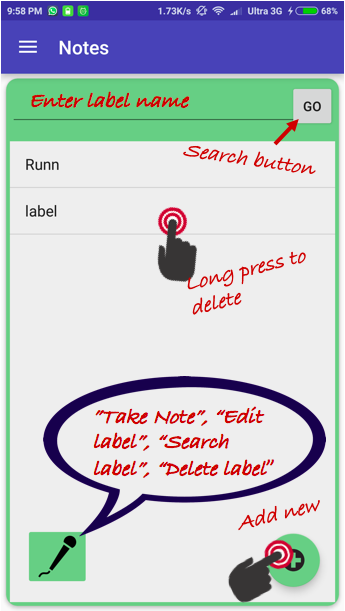 9:58 PM 1.73K/s Ultra 3G 68%
Notes
Enter label name
GO
Search button
Runn
label
Long press to
delete
"Take Note", "Edit
label", "Search
label", "Delete label"
Add new